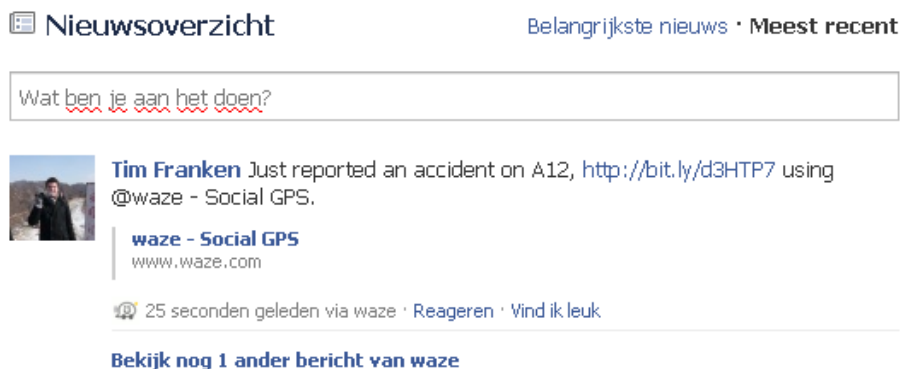 Nieuwsoverzicht
Belangrijkste nieuws · Meest recent
Wat ben je aan het doen?
Tim Franken Just reported an accident on A12, http://bit.ly/d3HTP7 using
@waze - Social GPS.
waze - Social GPS
www.waze.com
25 seconden geleden via waze · Reageren · Vind ik leuk
Bekijk nog 1 ander bericht van waze